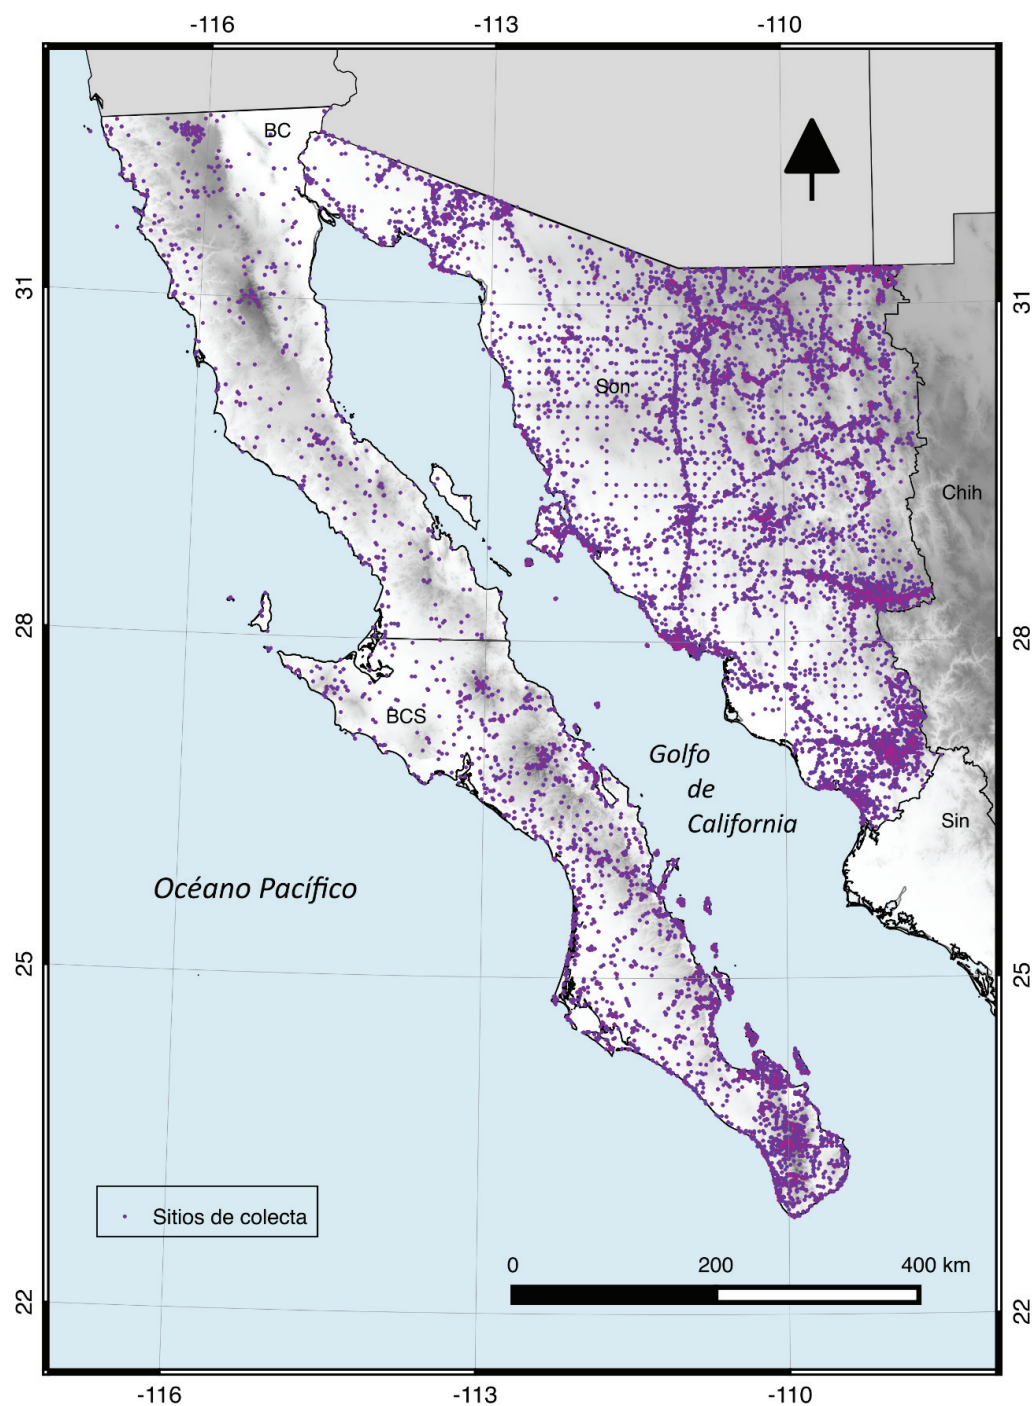 -116
-113
-110
BC
31
31
Son
Chih
28
28
BCS
Golfo
de
California
Sin
Océano Pacífico
25
25
Sitios de colecta
0
200
400 km
22
22
-116
-113
-110